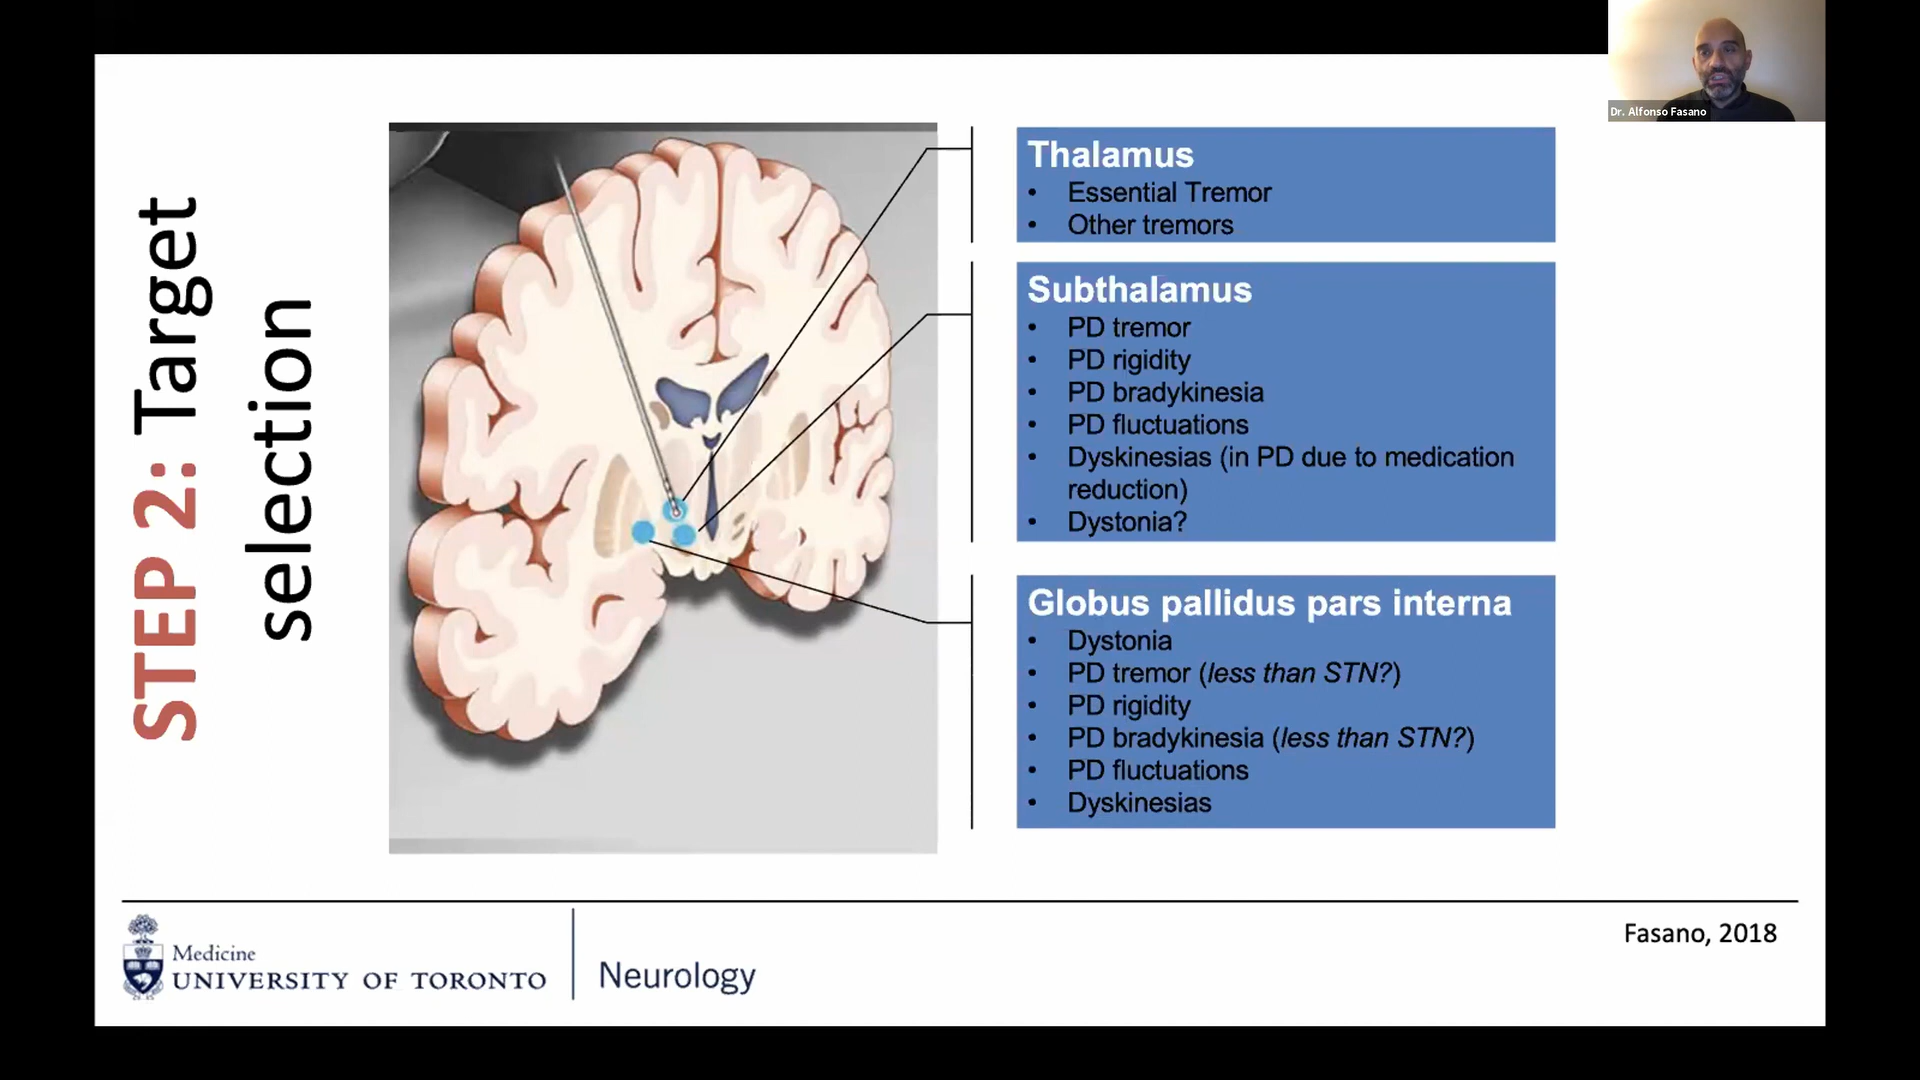 Dr. Alfonso Fasano
STEP 2: Target
selection
Thalamus
• Essential Tremor
• Other tremors
Subthalamus
• PD tremor
• PD rigidity
• PD bradykinesia
• PD fluctuations
• Dyskinesias (in PD due to medication
reduction)
• Dystonia?
Globus pallidus pars interna
• Dystonia
• PD tremor (less than STN?)
• PD rigidity
• PD bradykinesia (less than STN?)
• PD fluctuations
• Dyskinesias
Fasano, 2018
Medicine
UNIVERSITY OF TORONTO
Neurology